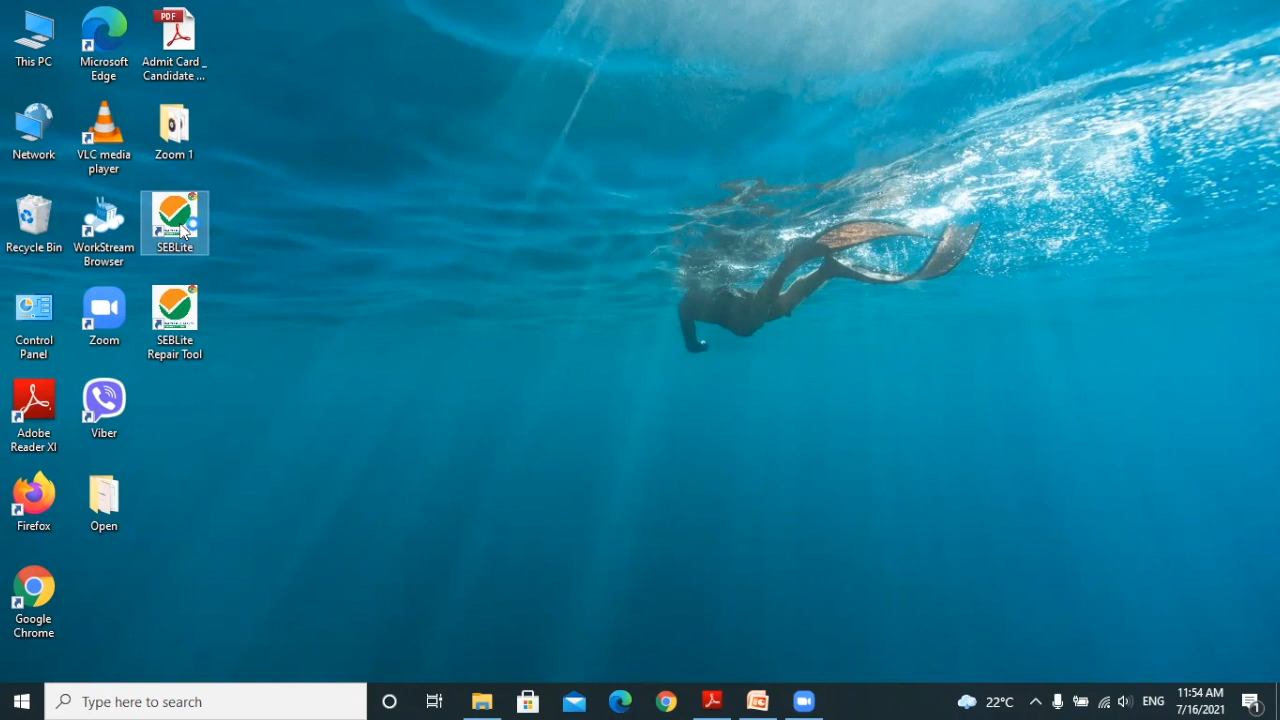 This PC
Microsoft
Edge
PDF
Admit Card _
Candidate ...
Network
VLC media
player
Zoom 1
Recycle Bin
WorkStream
Browser
SEBLite
Control
Panel
Zoom
SEBLite
Repair Tool
Adobe
Reader XI
Viber
Firefox
Open
Google
Chrome
Type here to search
22°C
ENG
11:54 AM
7/16/2021
1